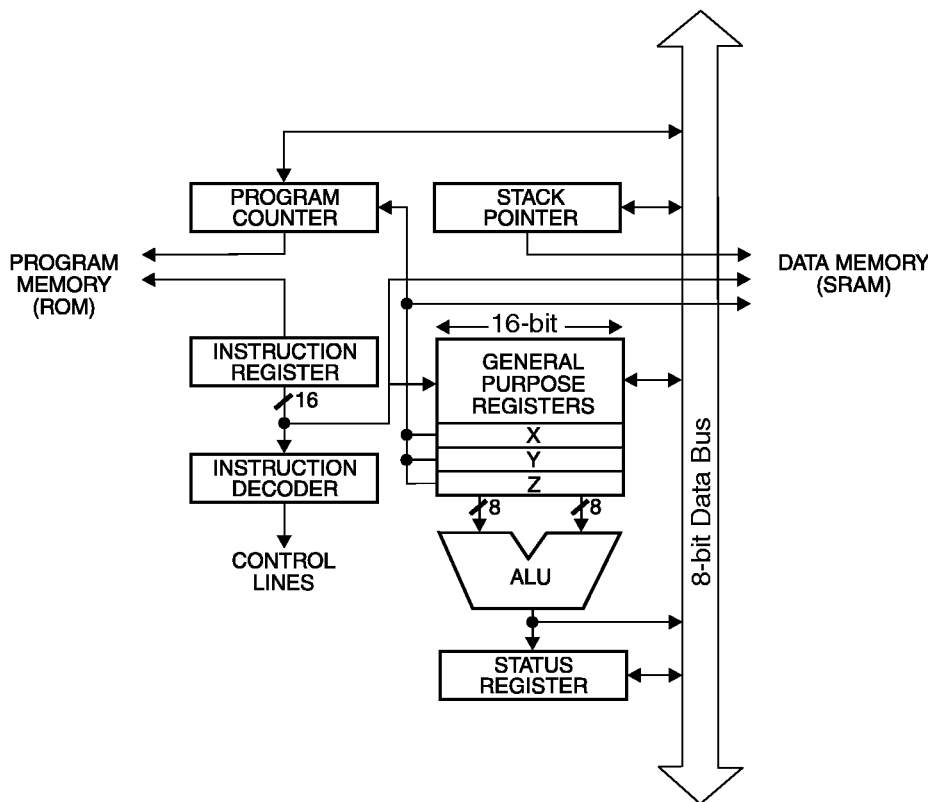 PROGRAM
COUNTER
STACK
POINTER
PROGRAM
MEMORY
(ROM)
DATA MEMORY
(SRAM)
16-bit
INSTRUCTION
REGISTER
GENERAL
PURPOSE
REGISTERS
16
X
Y
Z
INSTRUCTION
DECODER
8
8
CONTROL
LINES
ALU
8-bit Data Bus
STATUS
REGISTER